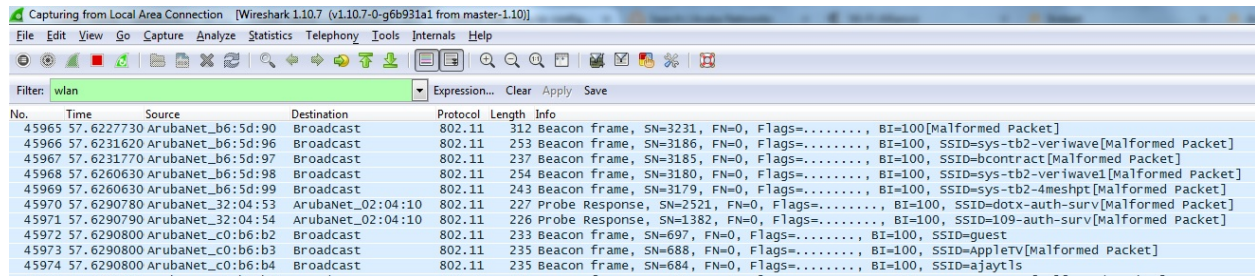 Capturing from Local Area Connection [Wireshark 1.10.7 (v1.10.7-0-g6b931a1 from master-1.10)]
File Edit View Go Capture Analyze Statistics Telephony Tools Internals Help
Filter: wlan Expression... Clear Apply Save
No. Time Source Destination Protocol Length Info
45965 57.6227730 ArubaNet_b6:5d:90 Broadcast 802.11 312 Beacon frame, SN=3231, FN=0, Flags=........, BI=100[Malformed Packet]
45966 57.6231620 ArubaNet_b6:5d:96 Broadcast 802.11 253 Beacon frame, SN=3186, FN=0, Flags=........, BI=100, SSID=sys-tb2-veriwave[Malformed Packet]
45967 57.6231770 ArubaNet_b6:5d:97 Broadcast 802.11 237 Beacon frame, SN=3185, FN=0, Flags=........, BI=100, SSID=bcontract[Malformed Packet]
45968 57.6260630 ArubaNet_b6:5d:98 Broadcast 802.11 254 Beacon frame, SN=3180, FN=0, Flags=........, BI=100, SSID=sys-tb2-veriwave1[Malformed Packet]
45969 57.6260630 ArubaNet_b6:5d:99 Broadcast 802.11 243 Beacon frame, SN=3179, FN=0, Flags=........, BI=100, SSID=sys-tb2-4meshpt[Malformed Packet]
45970 57.6290780 ArubaNet_32:04:53 ArubaNet_02:04:10 802.11 227 Probe Response, SN=2521, FN=0, Flags=........, BI=100, SSID=dotx-auth-surv[Malformed Packet]
45971 57.6290790 ArubaNet_32:04:54 ArubaNet_02:04:10 802.11 226 Probe Response, SN=1382, FN=0, Flags=........, BI=100, SSID=109-auth-surv[Malformed Packet]
45972 57.6290800 ArubaNet_c0:b6:b2 Broadcast 802.11 233 Beacon frame, SN=697, FN=0, Flags=........, BI=100, SSID=guest
45973 57.6290800 ArubaNet_c0:b6:b3 Broadcast 802.11 235 Beacon frame, SN=688, FN=0, Flags=........, BI=100, SSID=AppleTV[Malformed Packet]
45974 57.6290800 ArubaNet_c0:b6:b4 Broadcast 802.11 235 Beacon frame, SN=684, FN=0, Flags=........, BI=100, SSID=ajaytls